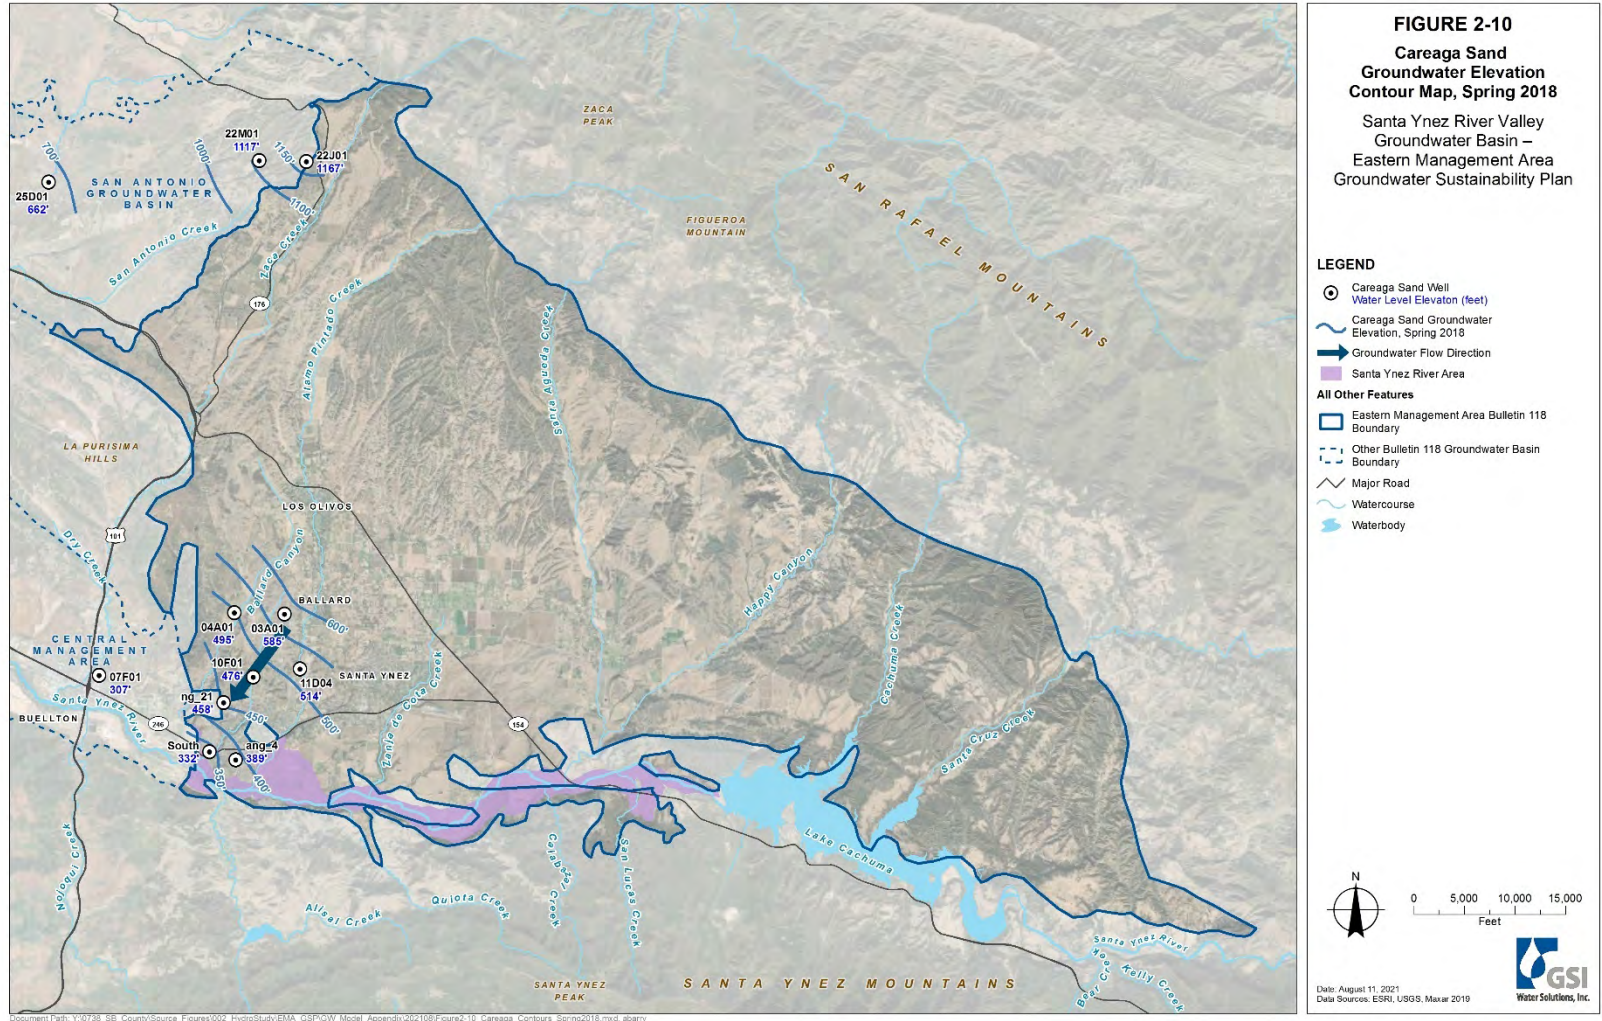 FIGURE 2-10
Careaga Sand
Groundwater Elevation
Contour Map, Spring 2018
Santa Ynez River Valley
Groundwater Basin –
Eastern Management Area
Groundwater Sustainability Plan
LEGEND
Careaga Sand Well
Water Level Elevaton (feet)
Careaga Sand Groundwater
Elevation, Spring 2018
Groundwater Flow Direction
Santa Ynez River Area
All Other Features
Eastern Management Area Bulletin 118
Boundary
Other Bulletin 118 Groundwater Basin
Boundary
Major Road
Watercourse
Waterbody
N
0 5,000 10,000 15,000
Feet
GSI
Water Solutions, Inc.
Date: August 11, 2021
Data Sources: ESRI, USGS, Maxar 2019
ZACA
PEAK
22M01
1117'
22J01
1167'
700'
1000'
1150'
1100'
25D01
662'
SAN ANTONIO
GROUNDWATER
BASIN
San Antonio Creek
Zaca Creek
FIGUEROA
MOUNTAIN
SAN RAFAEL MOUNTAINS
176
Alamo Pintado Creek
Santa Agueda Creek
LA PURISIMA
HILLS
LOS OLIVOS
101
Dry Creek
Ballard Canyon
Happy Canyon
BALLARD
04A01
495'
03A01
585'
600'
CENTRAL
MANAGEMENT
AREA
07F01
307'
10F01
476'
11D04
514'
SANTA YNEZ
Cachuma Creek
Zanja de Cota Creek
ng_21
458'
450'
500'
Santa Ynez River
BUELLTON
246
154
Santa Cruz Creek
South
332'
ang_4
389'
350'
400'
Lake Cachuma
Nojoqui Creek
Alisal Creek
Quiota Creek
Calabazal Creek
San Lucas Creek
Santa Ynez River
Kelly Creek
Bear Creek
SANTA YNEZ
PEAK
SANTA YNEZ MOUNTAINS